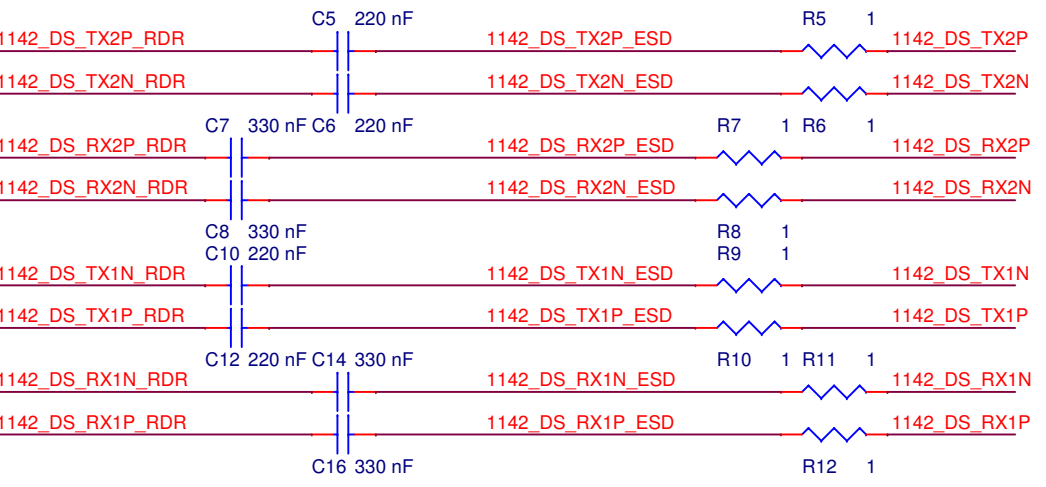 C5 220 nF R5 1
1142_DS_TX2P_RDR 1142_DS_TX2P_ESD 1142_DS_TX2P
1142_DS_TX2N_RDR 1142_DS_TX2N_ESD 1142_DS_TX2N
C7 330 nF C6 220 nF R7 1 R6 1
1142_DS_RX2P_RDR 1142_DS_RX2P_ESD 1142_DS_RX2P
1142_DS_RX2N_RDR 1142_DS_RX2N_ESD 1142_DS_RX2N
C8 330 nF R8 1
C10 220 nF R9 1
1142_DS_TX1N_RDR 1142_DS_TX1N_ESD 1142_DS_TX1N
1142_DS_TX1P_RDR 1142_DS_TX1P_ESD 1142_DS_TX1P
C12 220 nF C14 330 nF R10 1 R11 1
1142_DS_RX1N_RDR 1142_DS_RX1N_ESD 1142_DS_RX1N
1142_DS_RX1P_RDR 1142_DS_RX1P_ESD 1142_DS_RX1P
C16 330 nF R12 1